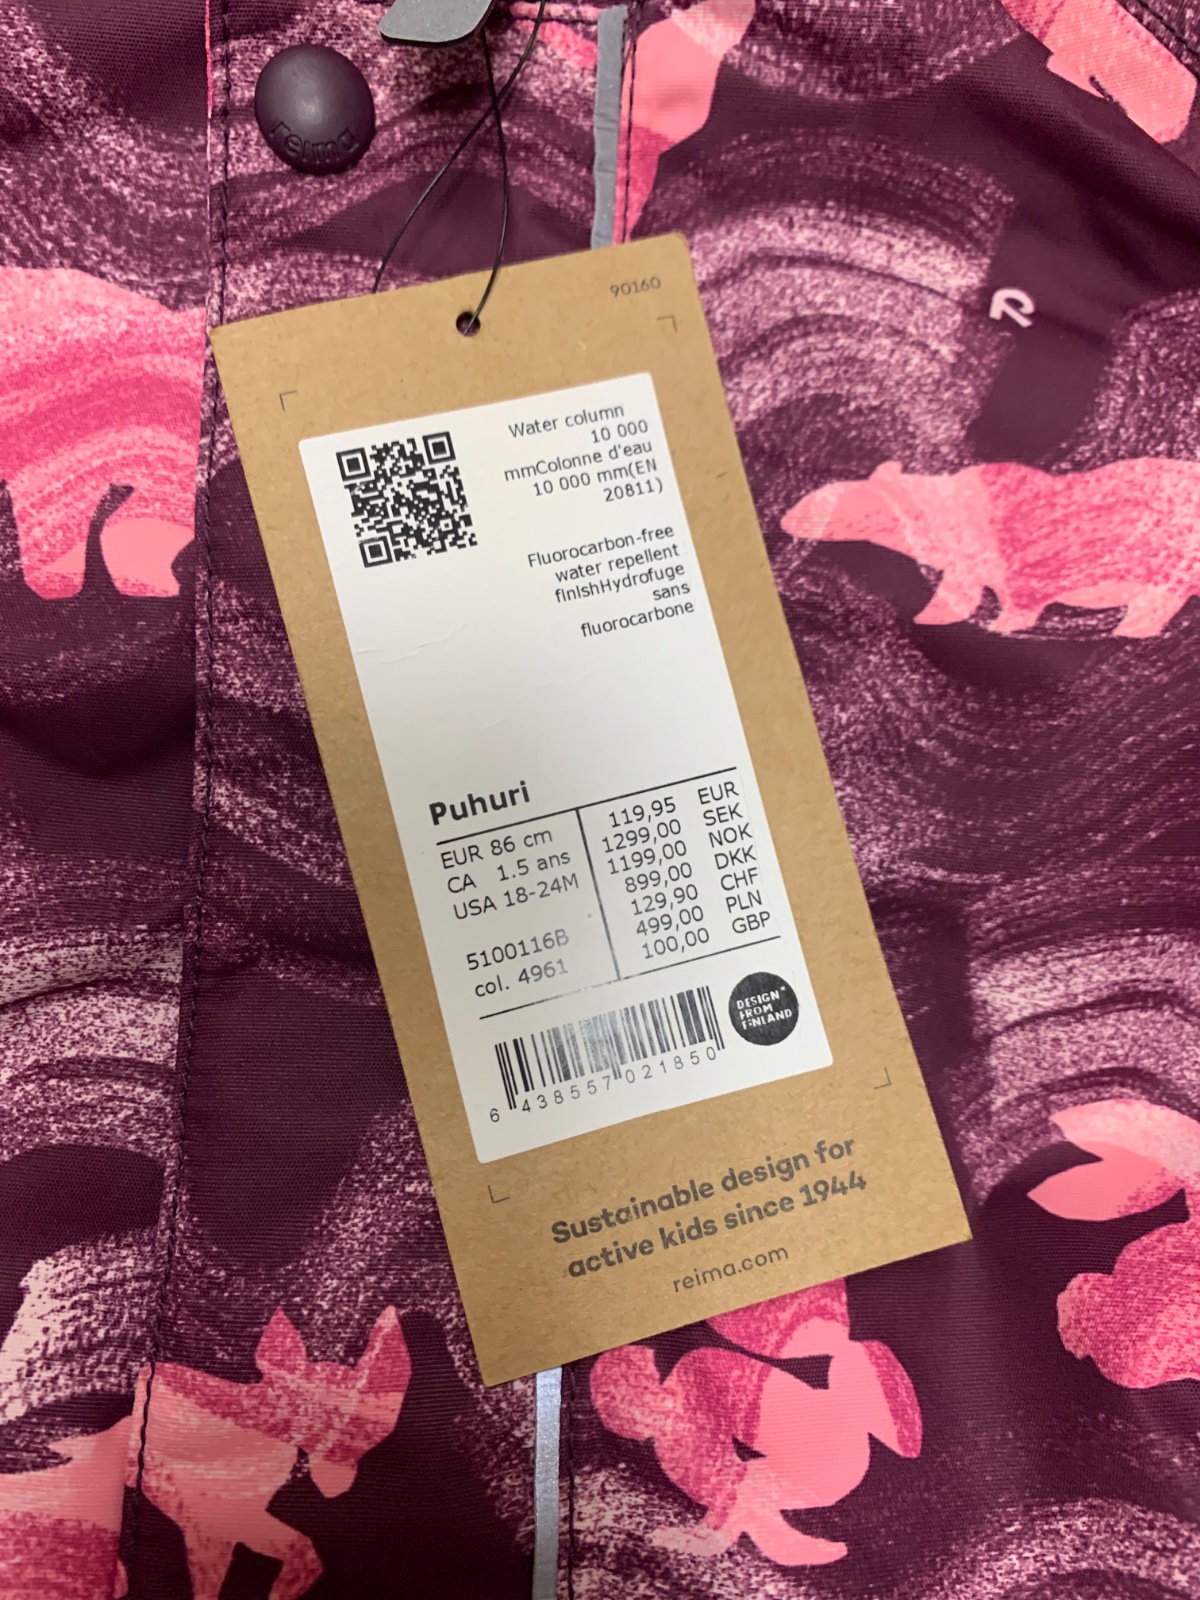 reima
90160
Water column
10 000
mmColonne d'eau
10 000 mm(EN
20811)
Fluorocarbon-free
water repellent
finishHydrofuge
sans
fluorocarbone
Puhuri
EUR 86 cm
CA 1.5 ans
USA 18-24M
5100116B
col. 4961
119,95 EUR
1299,00 SEK
1199,00 NOK
899,00 DKK
129,90 CHF
499,00 PLN
100,00 GBP
DESIGN
FROM
FINLAND
6 438557 021850
Sustainable design for
active kids since 1944
reima.com